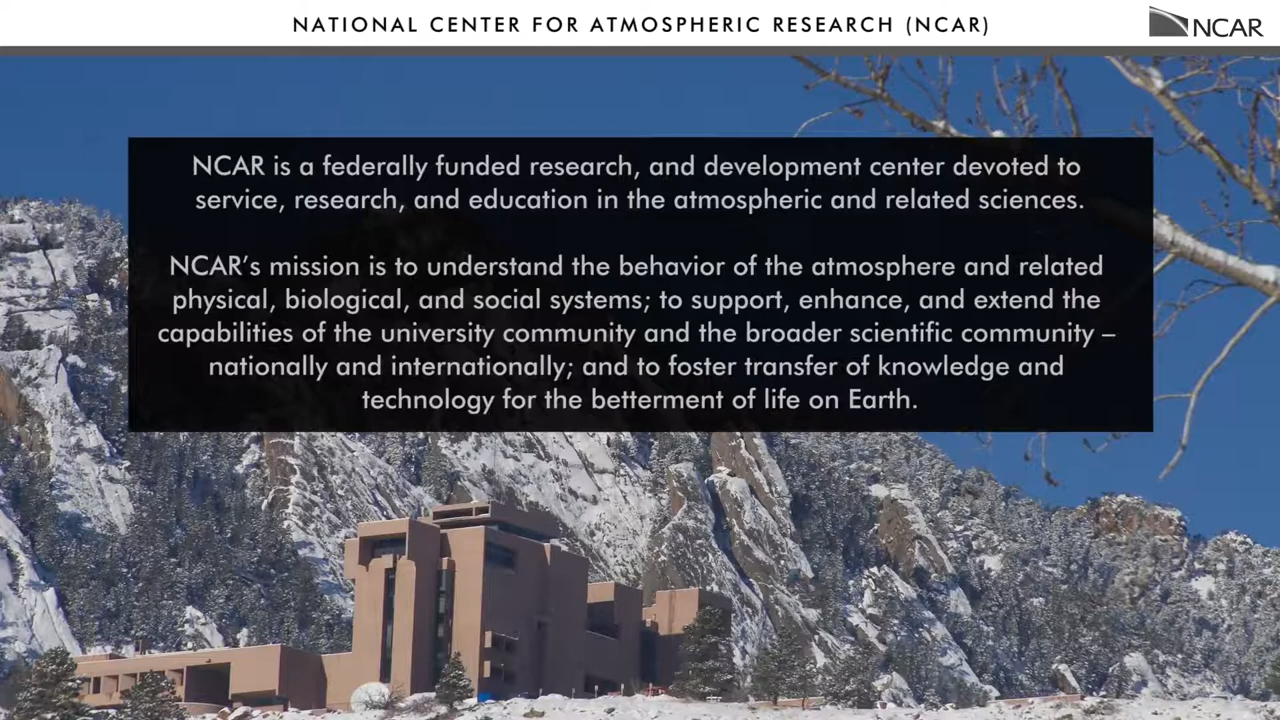 NATIONAL CENTER FOR ATMOSPHERIC RESEARCH (NCAR)
NCAR
NCAR is a federally funded research, and development center devoted to
service, research, and education in the atmospheric and related sciences.
NCAR's mission is to understand the behavior of the atmosphere and related
physical, biological, and social systems; to support, enhance, and extend the
capabilities of the university community and the broader scientific community –
nationally and internationally; and to foster transfer of knowledge and
technology for the betterment of life on Earth.